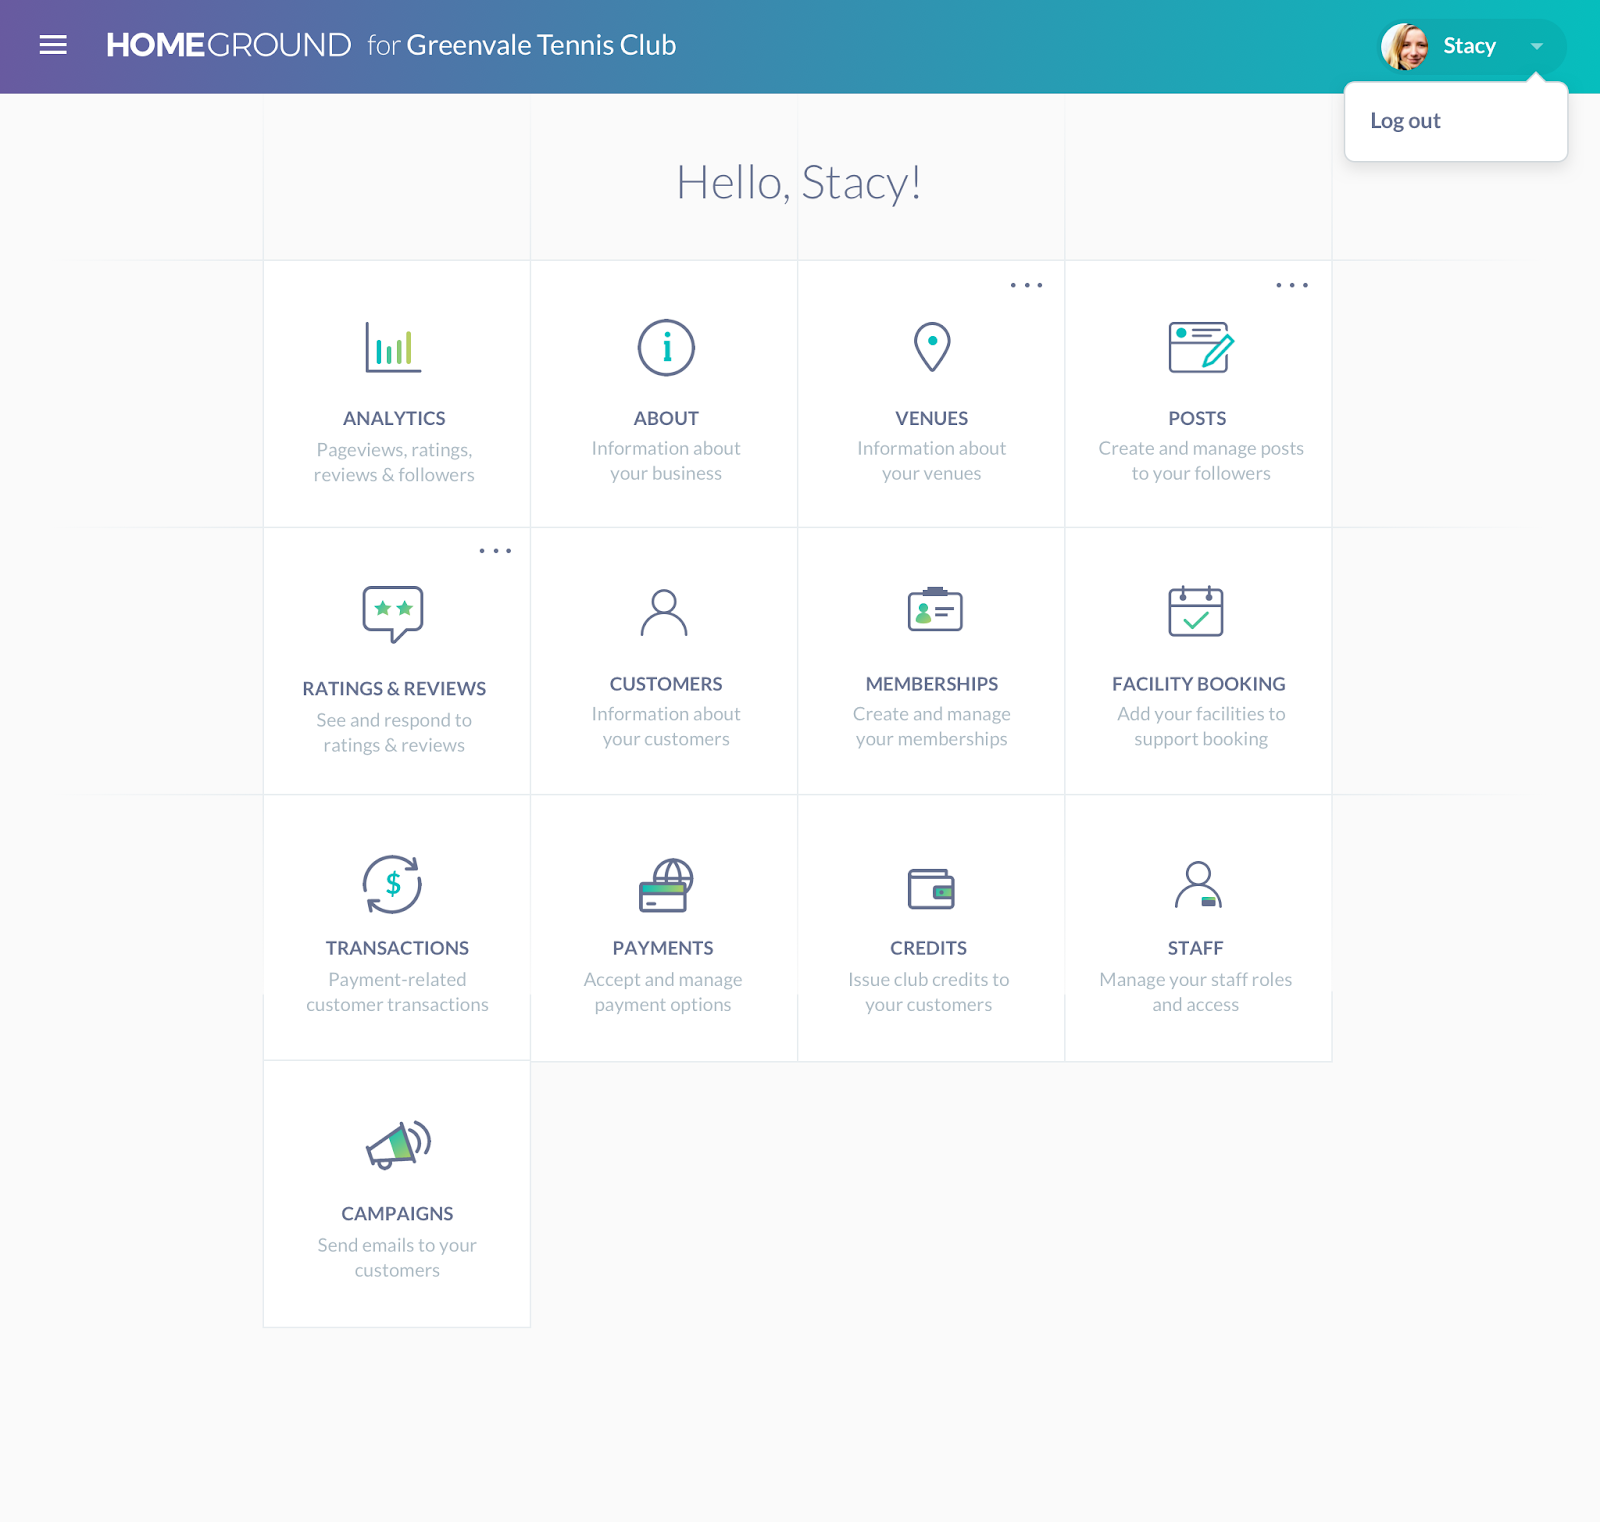 HOMEGROUND for Greenvale Tennis Club
Stacy
Log out
Hello, Stacy!
ANALYTICS
Pageviews, ratings,
reviews & followers
ABOUT
Information about
your business
VENUES
Information about
your venues
POSTS
Create and manage posts
to your followers
RATINGS & REVIEWS
See and respond to
ratings & reviews
CUSTOMERS
Information about
your customers
MEMBERSHIPS
Create and manage
your memberships
FACILITY BOOKING
Add your facilities to
support booking
$
TRANSACTIONS
Payment-related
customer transactions
PAYMENTS
Accept and manage
payment options
CREDITS
Issue club credits to
your customers
STAFF
Manage your staff roles
and access
CAMPAIGNS
Send emails to your
customers